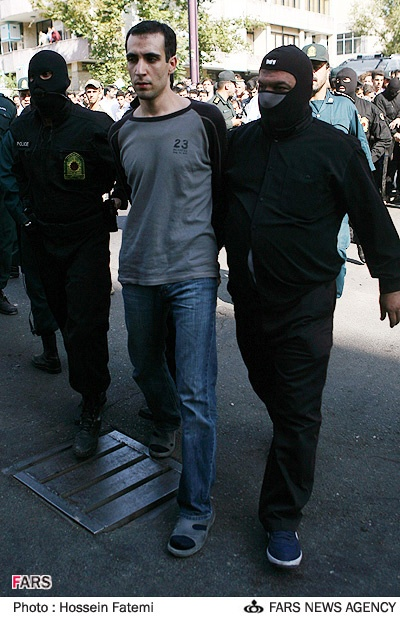 POLICE
23
FARS
Photo : Hossein Fatemi
FARS NEWS AGENCY